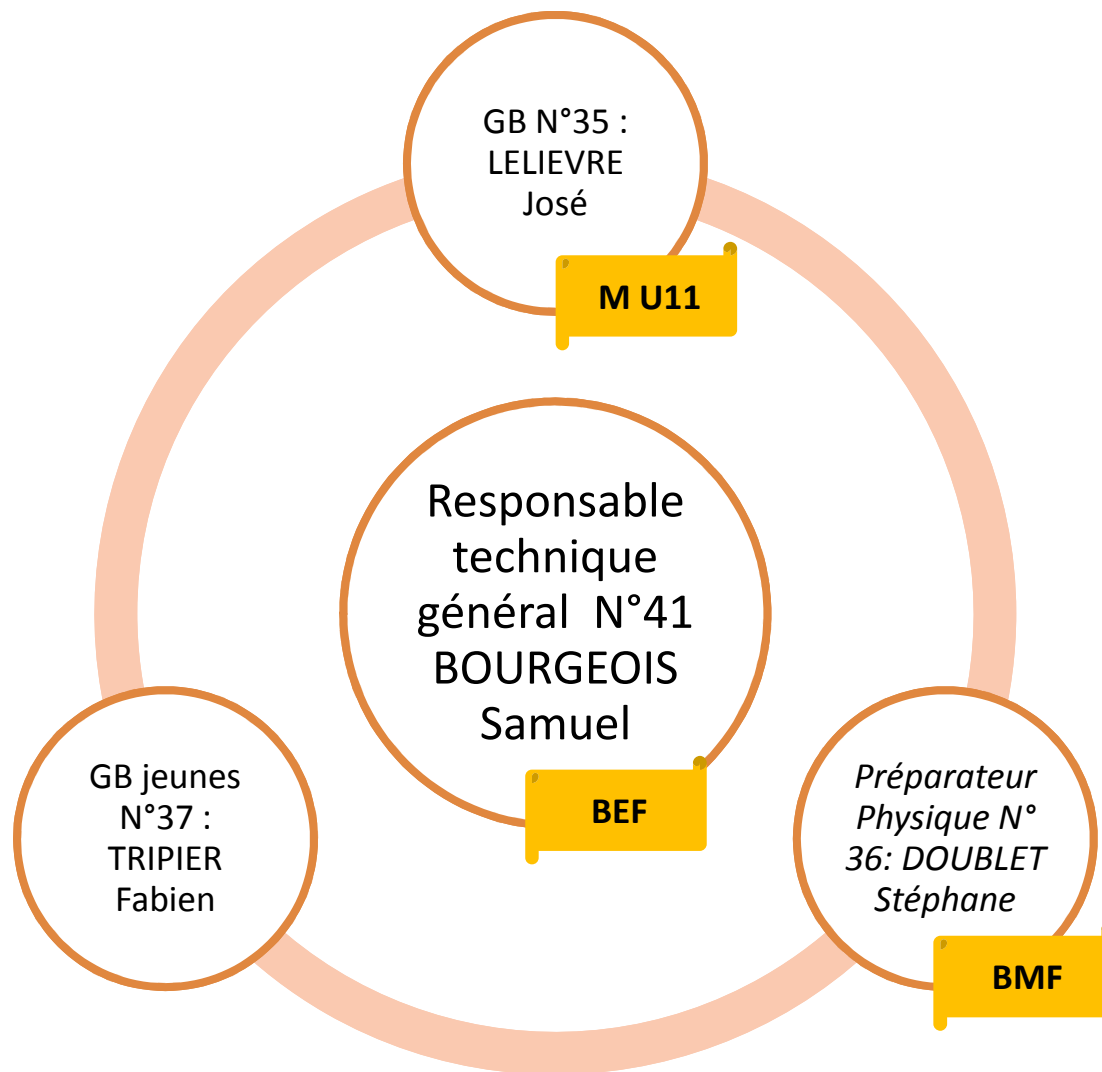 GB N°35 :
LELIEVRE
José
M U11
Responsable
technique
général N°41
BOURGEOIS
Samuel
BEF
GB jeunes
N°37 :
TRIPIER
Fabien
Préparateur
Physique N°
36: DOUBLET
Stéphane
BMF